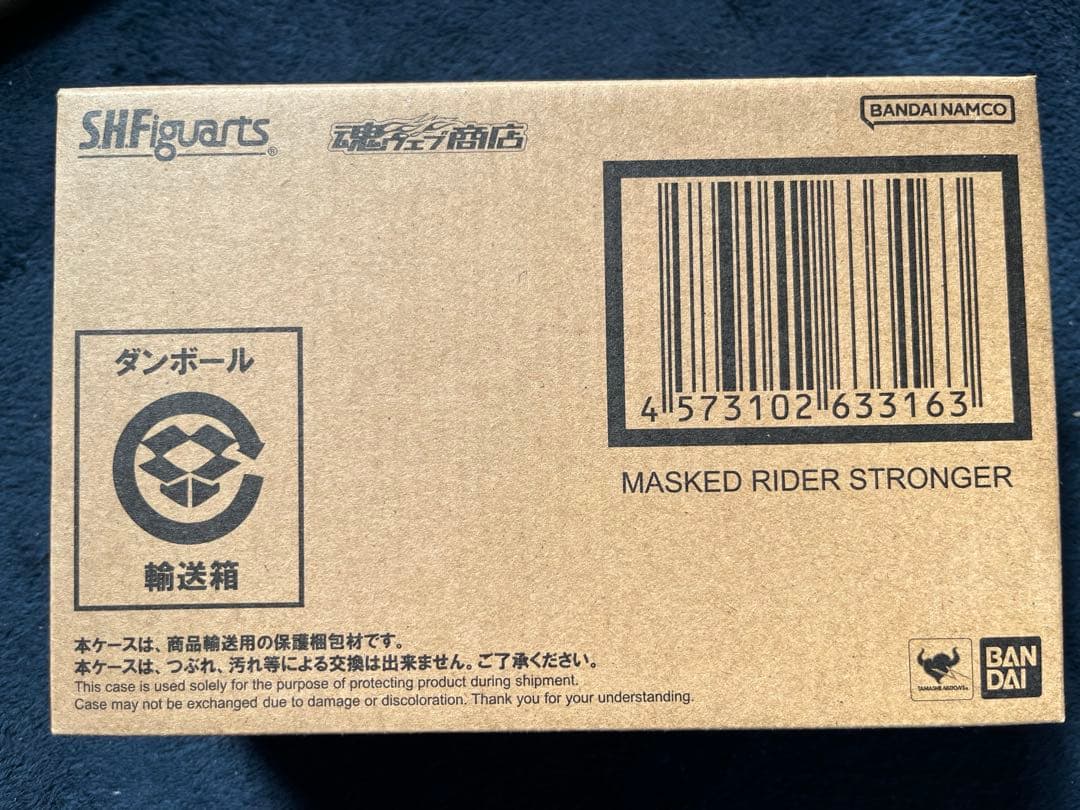 S.H.Figuarts®
魂ウェブ商店
BANDAI NAMCO
4 573102 633163
MASKED RIDER STRONGER
ダンボール
輸送箱
本ケースは、商品輸送用の保護梱包材です。
本ケースは、つぶれ、汚れ等による交換は出来ません。ご了承ください。
This case is used solely for the purpose of protecting product during shipment.
Case may not be exchanged due to damage or discoloration. Thank you for your understanding.
TAMASHII NATIONS
BAN
DAI